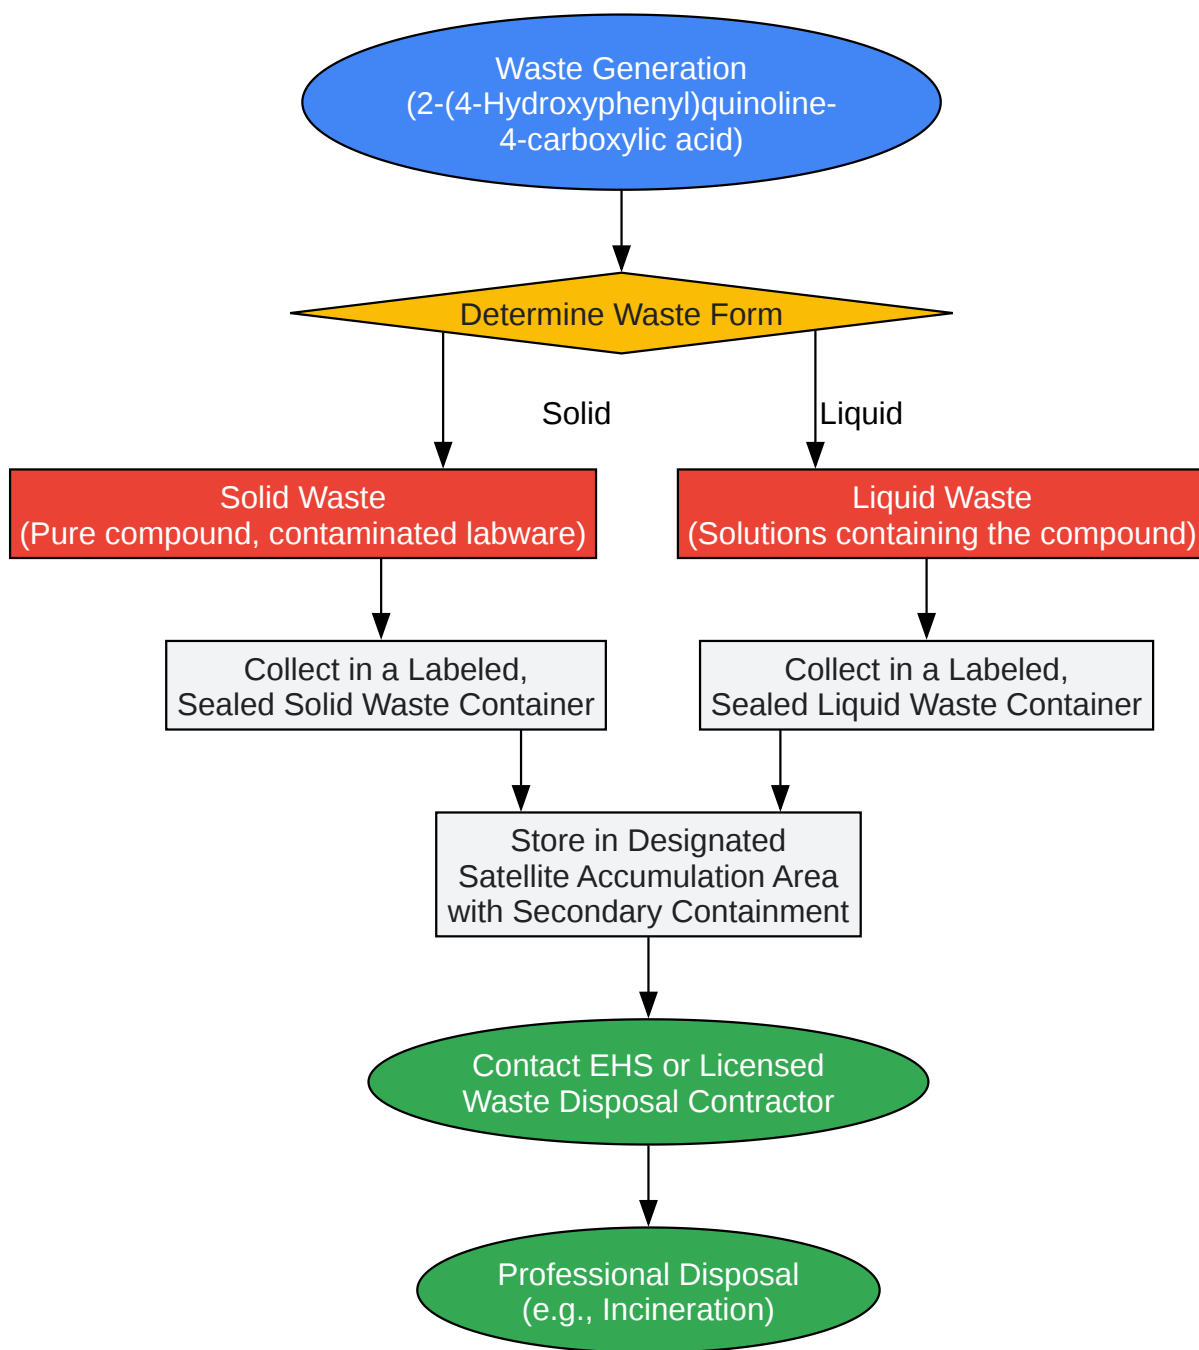 Waste Generation
(2-(4-Hydroxyphenyl)quinoline-
4-carboxylic acid)
Determine Waste Form
Solid
Liquid
Solid Waste
(Pure compound, contaminated labware)
Liquid Waste
(Solutions containing the compound)
Collect in a Labeled,
Sealed Solid Waste Container
Collect in a Labeled,
Sealed Liquid Waste Container
Store in Designated
Satellite Accumulation Area
with Secondary Containment
Contact EHS or Licensed
Waste Disposal Contractor
Professional Disposal
(e.g., Incineration)